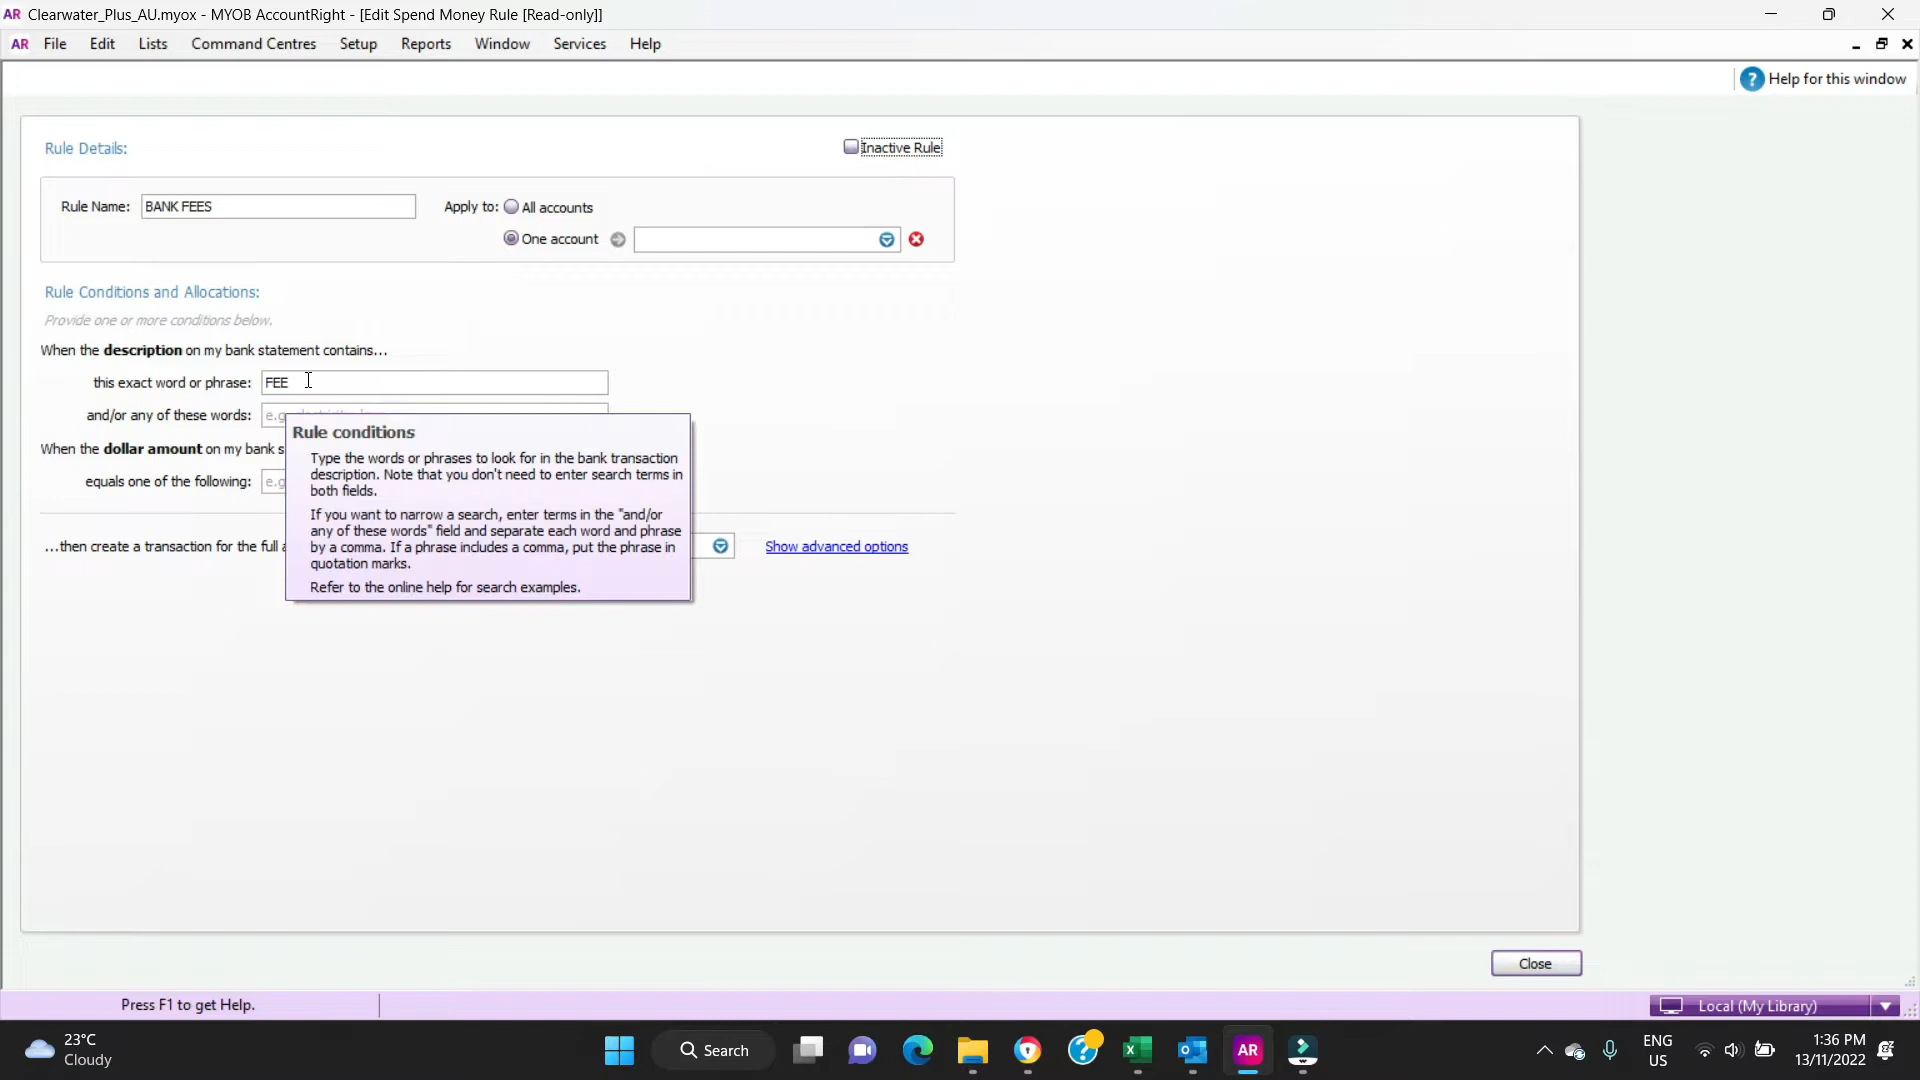 AR Clearwater_Plus_AU.myox - MYOB AccountRight - [Edit Spend Money Rule [Read-only]]
AR File Edit Lists Command Centres Setup Reports Window Services Help
? Help for this window
Rule Details:
Inactive Rule
Rule Name: BANK FEES Apply to: All accounts
One account
Rule Conditions and Allocations:
Provide one or more conditions below.
When the description on my bank statement contains...
this exact word or phrase: FEE
and/or any of these words: e.g.
Rule conditions
When the dollar amount on my bank s
Type the words or phrases to look for in the bank transaction
description. Note that you don't need to enter search terms in
both fields.
equals one of the following: e.g
If you want to narrow a search, enter terms in the "and/or
any of these words" field and separate each word and phrase
by a comma. If a phrase includes a comma, put the phrase in
quotation marks.
...then create a transaction for the full a
Show advanced options
Refer to the online help for search examples.
Close
Press F1 to get Help.
Local (My Library)
23°C
Cloudy
Search
AR
ENG
US
1:36 PM
13/11/2022